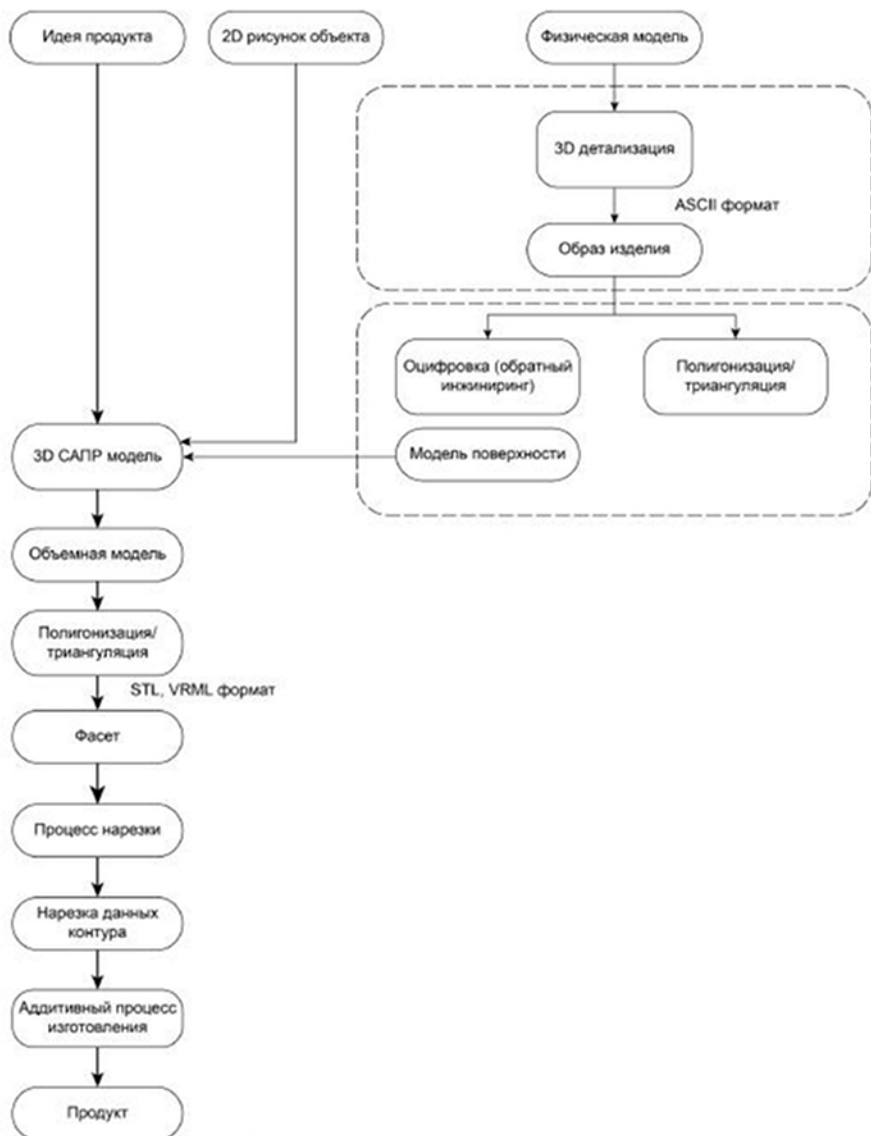 Идея продукта
2D рисунок объекта
Физическая модель
3D детализация
ASCII формат
Образ изделия
Оцифровка (обратный
инжиниринг)
Полигонизация/
триангуляция
Модель поверхности
3D САПР модель
Объемная модель
Полигонизация/
триангуляция
STL, VRML формат
Фасет
Процесс нарезки
Нарезка данных
контура
Аддитивный процесс
изготовления
Продукт